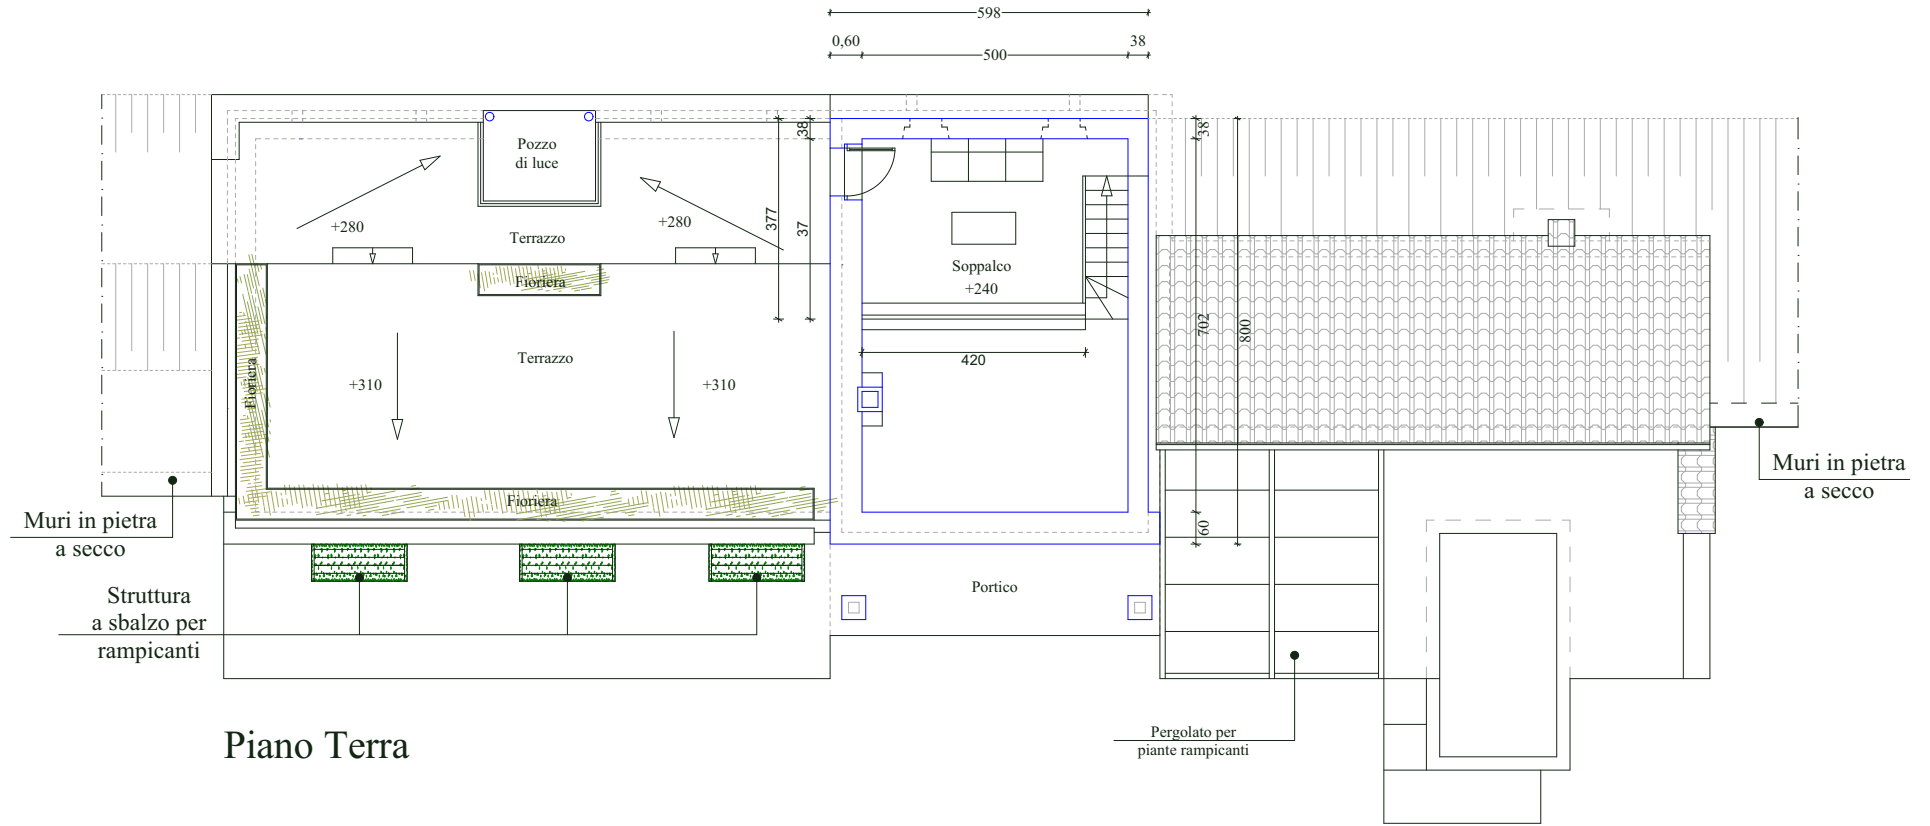 598
0,60
500
38
Pozzo
di luce
38
38
+280
+280
377
37
Terrazzo
Fioriera
Soppalco
+240
702
800
420
Terrazzo
+310
+310
Fioriera
Fioriera
60
Muri in pietra
a secco
Muri in pietra
a secco
Struttura
a sbalzo per
rampicanti
Portico
Pergolato per
piante rampicanti
Piano Terra